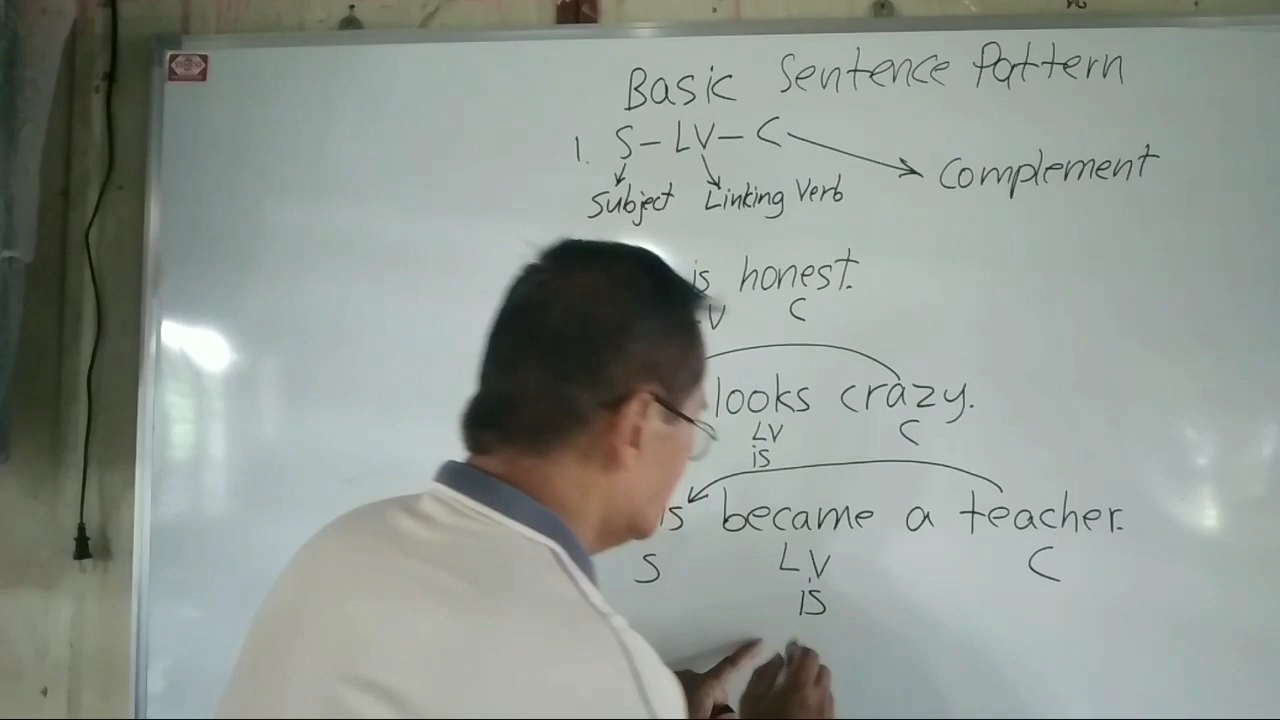 Basic Sentence Pattern
1. S - LV - C
Subject Linking Verb Complement
is honest.
V C
looks crazy.
LV C
is
is became a teacher.
S LV C
is